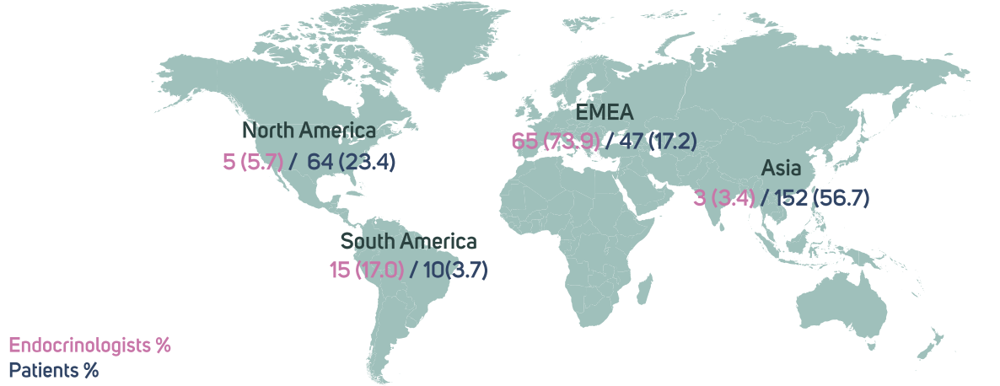 North America
5 (5.7) / 64 (23.4)
EMEA
65 (73.9) / 47 (17.2)
Asia
3 (3.4) / 152 (56.7)
South America
15 (17.0) / 10(3.7)
Endocrinologists %
Patients %